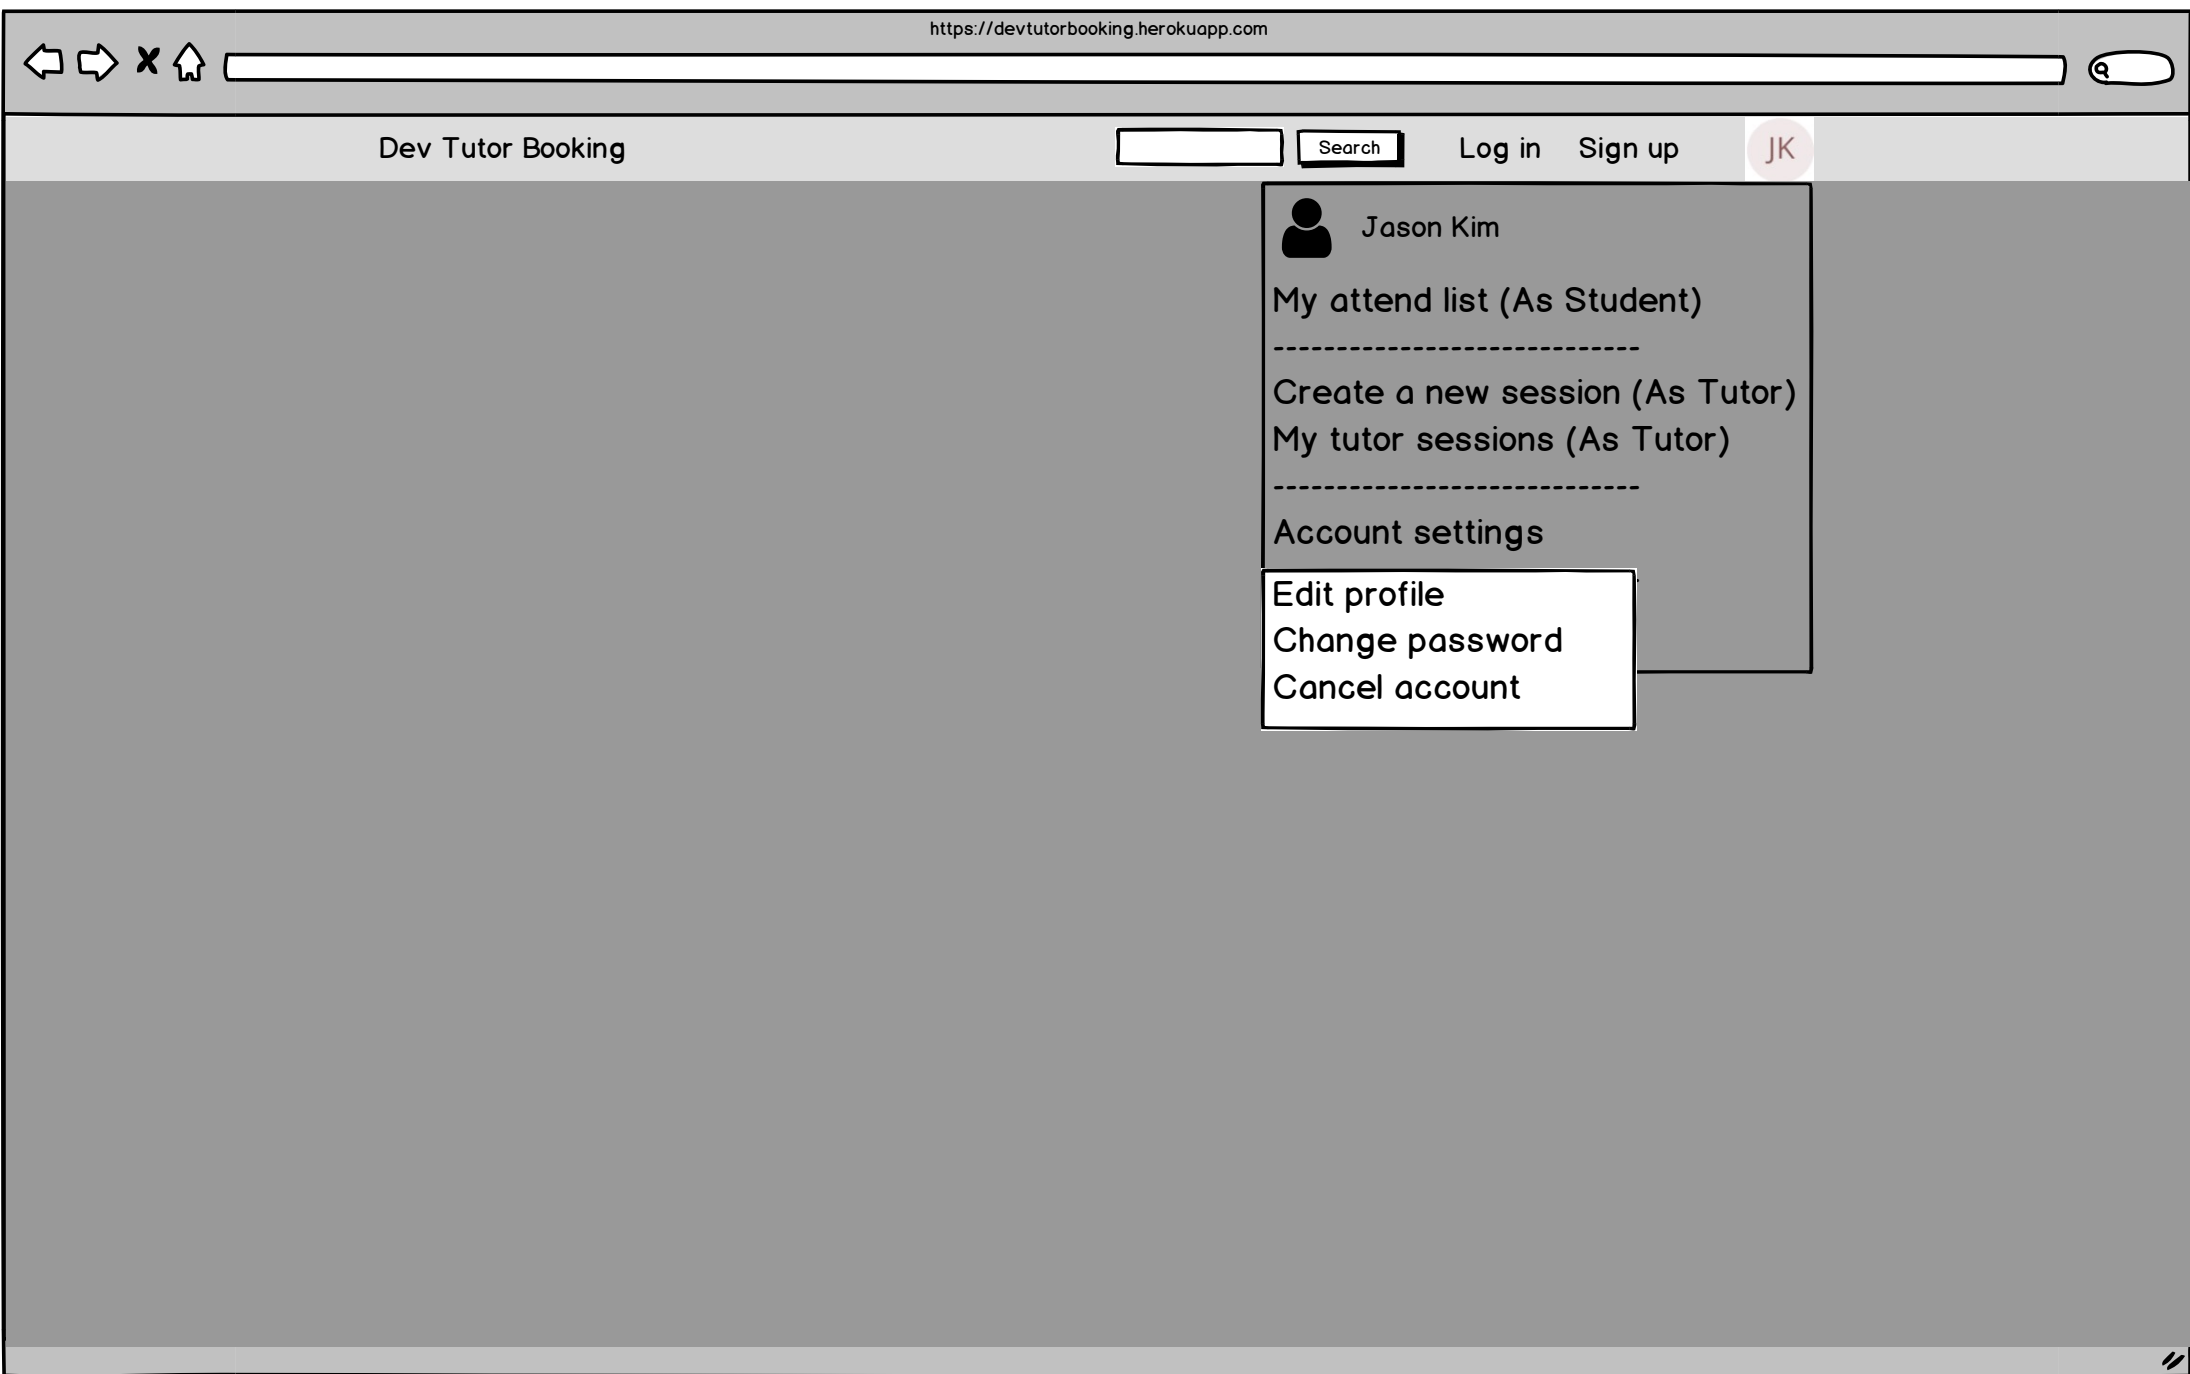 https://devtutorbooking.herokuapp.com
Dev Tutor Booking
Search
Log in
Sign up
JK
Jason Kim
My attend list (As Student)
-----------------------------
Create a new session (As Tutor)
My tutor sessions (As Tutor)
-----------------------------
Account settings
Edit profile
Change password
Cancel account